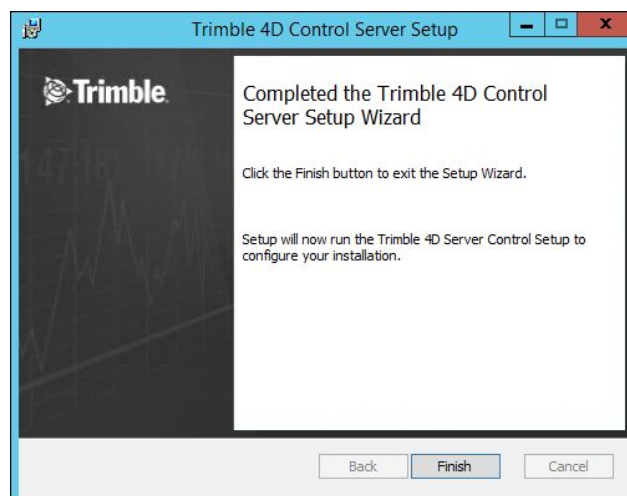 Trimble 4D Control Server Setup
Trimble.
Completed the Trimble 4D Control
Server Setup Wizard
Click the Finish button to exit the Setup Wizard.
Setup will now run the Trimble 4D Server Control Setup to
configure your installation.
Back
Finish
Cancel